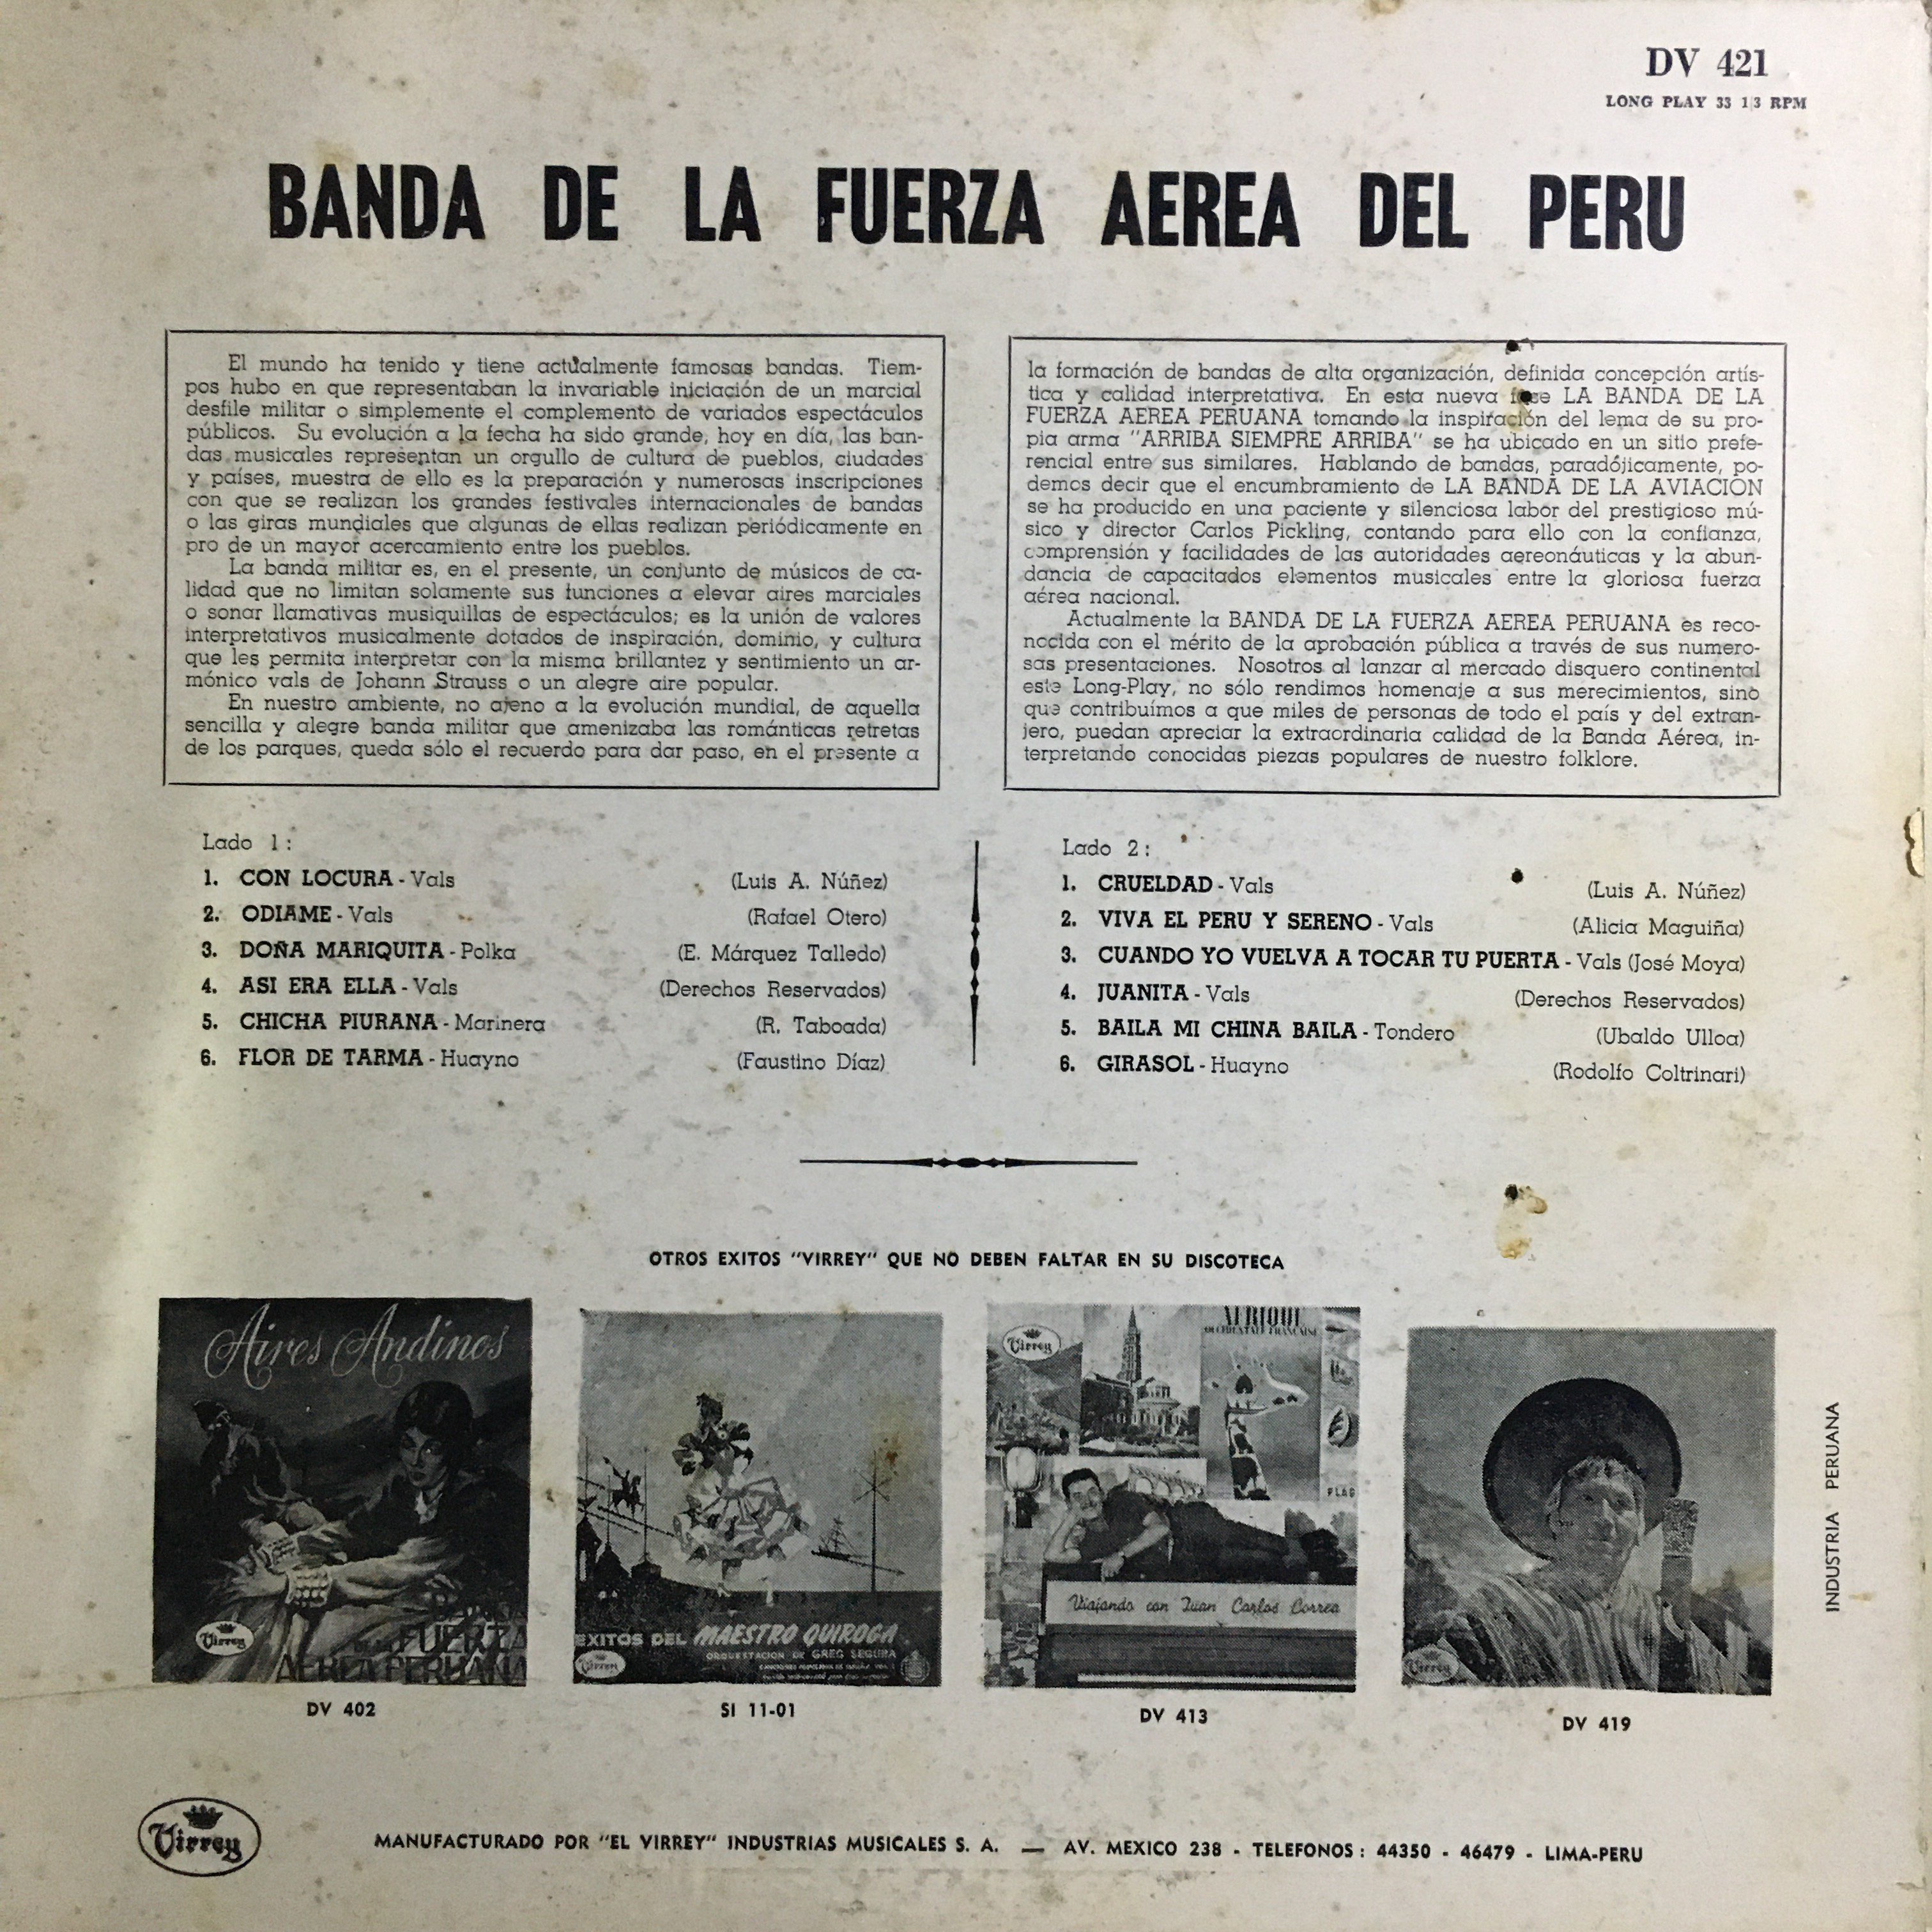 DV 421
LONG PLAY 33 1/3 RPM
BANDA DE LA FUERZA AEREA DEL PERU
El mundo ha tenido y tiene actualmente famosas bandas. Tiem-
pos hubo en que representaban la invariable iniciación de un marcial
desfile militar o simplemente el complemento de variados espectáculos
públicos. Su evolución a la fecha ha sido grande, hoy en día, las ban-
das musicales representan un orgullo de cultura de pueblos, ciudades
y países, muestra de ello es la preparación y numerosas inscripciones
con que se realizan los grandes festivales internacionales de bandas
o las giras mundiales que algunas de ellas realizan periódicamente en
pro de un mayor acercamiento entre los pueblos.
La banda militar es, en el presente, un conjunto de músicos de ca-
lidad que no limitan solamente sus funciones a elevar aires marciales
o sonar llamativas musiquillas de espectáculos; es la unión de valores
interpretativos musicalmente dotados de inspiración, dominio, y cultura
que les permita interpretar con la misma brillantez y sentimiento un ar-
mónico vals de Johann Strauss o un alegre aire popular.
En nuestro ambiente, no ajeno a la evolución mundial, de aquella
sencilla y alegre banda militar que amenizaba las románticas retretas
de los parques, queda sólo el recuerdo para dar paso, en el presente a
la formación de bandas de alta organización, definida concepción artís-
tica y calidad interpretativa. En esta nueva fase LA BANDA DE LA
FUERZA AEREA PERUANA tomando la inspiración del lema de su pro-
pia arma "ARRIBA SIEMPRE ARRIBA" se ha ubicado en un sitio prefe-
rencial entre sus similares. Hablando de bandas, paradójicamente, po-
demos decir que el encumbramiento de LA BANDA DE LA AVIACION
se ha producido en una paciente y silenciosa labor del prestigioso mú-
sico y director Carlos Pickling, contando para ello con la confianza,
comprensión y facilidades de las autoridades aereonáuticas y la abun-
dancia de capacitados elementos musicales entre la gloriosa fuerza
aérea nacional.
Actualmente la BANDA DE LA FUERZA AEREA PERUANA es reco-
nocida con el mérito de la aprobación pública a través de sus numero-
sas presentaciones. Nosotros al lanzar al mercado disquero continental
este Long-Play, no sólo rendimos homenaje a sus merecimientos, sino
que contribuímos a que miles de personas de todo el país y del extran-
jero, puedan apreciar la extraordinaria calidad de la Banda Aérea, in-
terpretando conocidas piezas populares de nuestro folklore.
Lado 1:
1. CON LOCURA - Vals (Luis A. Núñez)
2. ODIAME - Vals (Rafael Otero)
3. DOÑA MARIQUITA - Polka (E. Márquez Talledo)
4. ASI ERA ELLA - Vals (Derechos Reservados)
5. CHICHA PIURANA - Marinera (R. Taboada)
6. FLOR DE TARMA - Huayno (Faustino Díaz)
Lado 2:
1. CRUELDAD - Vals (Luis A. Núñez)
2. VIVA EL PERU Y SERENO - Vals (Alicia Maguiña)
3. CUANDO YO VUELVA A TOCAR TU PUERTA - Vals (José Moya)
4. JUANITA - Vals (Derechos Reservados)
5. BAILA MI CHINA BAILA - Tondero (Ubaldo Ulloa)
6. GIRASOL - Huayno (Rodolfo Coltrinari)
OTROS EXITOS "VIRREY" QUE NO DEBEN FALTAR EN SU DISCOTECA
Aires Andinos
BANDA
DE LA FUERZA
AEREA PERUANA
Virrey
DV 402
EXITOS DEL MAESTRO QUIROGA
ORQUESTACION DE GREG SEGURA
Virrey
SI 11-01
Virrey
AFRIQUE
OCCIDENTALE FRANCAISE
Viajando con Juan Carlos Correa
DV 413
Virrey
DV 419
INDUSTRIA PERUANA
Virrey
MANUFACTURADO POR "EL VIRREY" INDUSTRIAS MUSICALES S. A. — AV. MEXICO 238 - TELEFONOS: 44350 - 46479 - LIMA-PERU